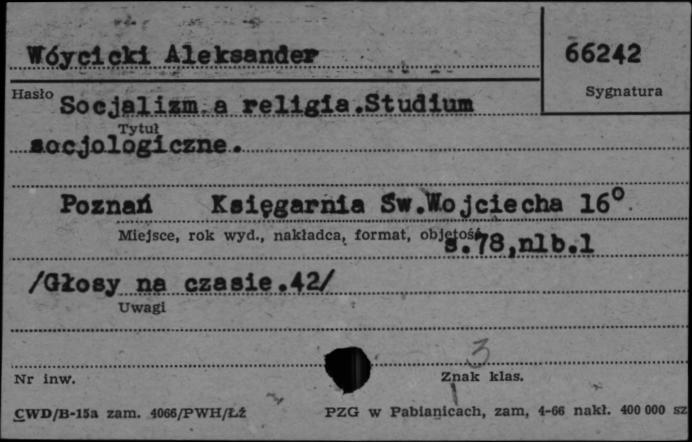 Wóycicki Aleksander
66242
Hasło
Sygnatura
Socjalizm a religia.Studium
Tytuł
socjologiczne.
Poznań Księgarnia Św.Wojciecha 16°
Miejsce, rok wyd., nakładca, format, objętość
s.78,nlb.1
/Głosy na czasie.42/
Uwagi
3
Nr inw.
Znak klas.
CWD/B-15a zam. 4066/PWH/Łź
PZG w Pabianicach, zam, 4-66 nakł. 400 000 sz